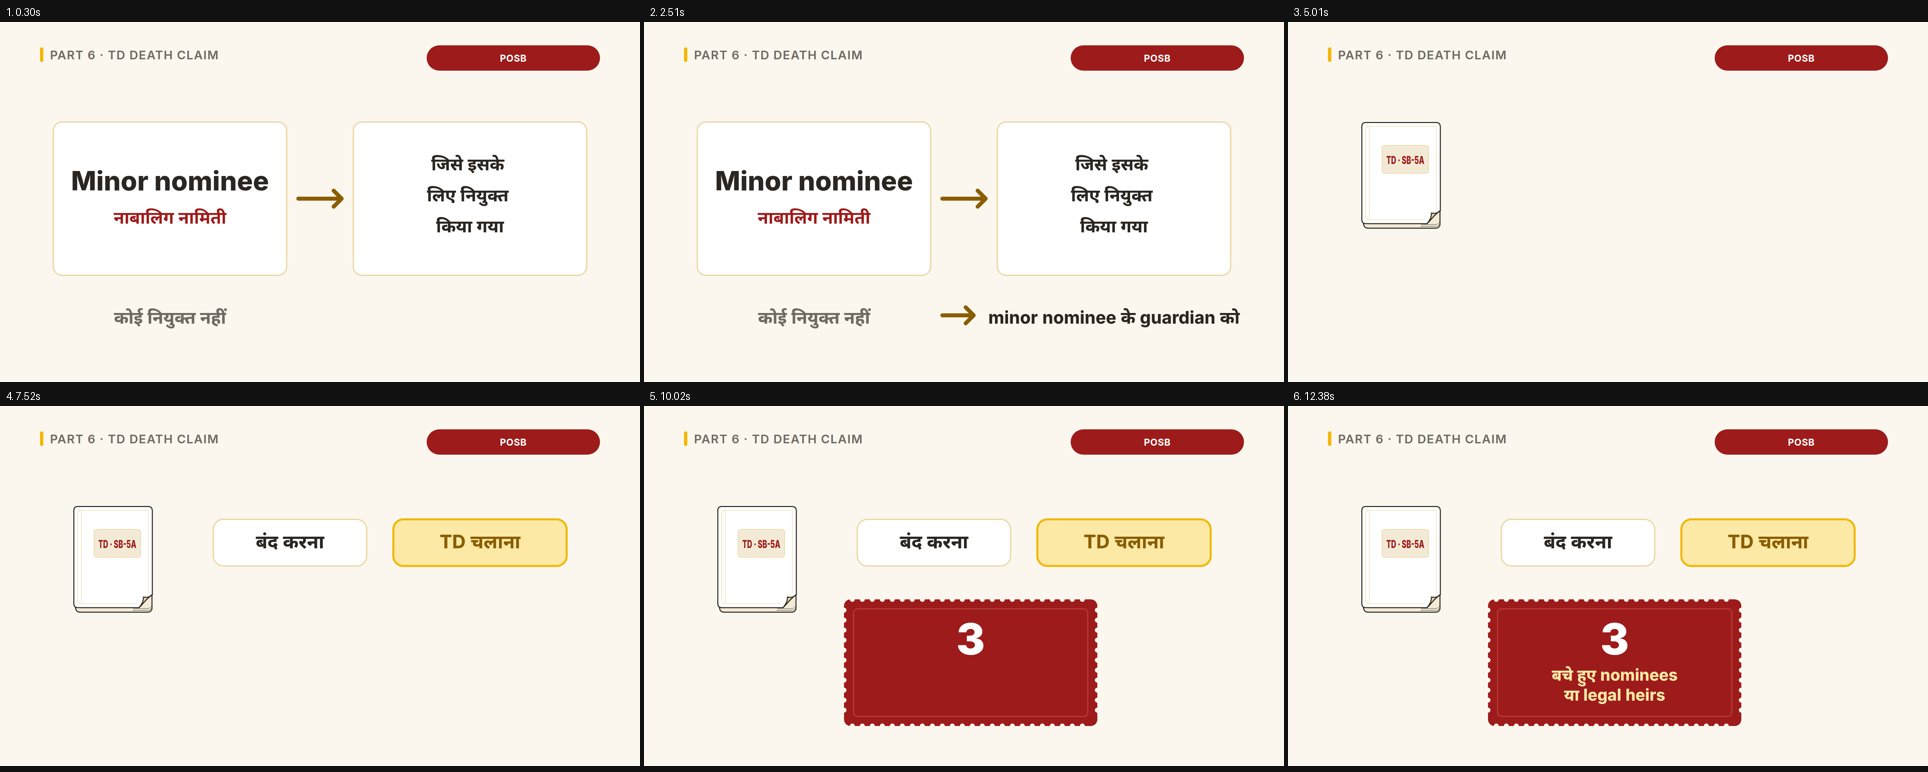 1. 0.30s
PART 6 · TD DEATH CLAIM
POSB
Minor nominee
नाबालिग नामिती
जिसे इसके
लिए नियुक्त
किया गया
कोई नियुक्त नहीं
2. 2.51s
PART 6 · TD DEATH CLAIM
POSB
Minor nominee
नाबालिग नामिती
जिसे इसके
लिए नियुक्त
किया गया
कोई नियुक्त नहीं
minor nominee के guardian को
3. 5.01s
PART 6 · TD DEATH CLAIM
POSB
TD · SB-5A
4. 7.52s
PART 6 · TD DEATH CLAIM
POSB
TD · SB-5A
बंद करना
TD चलाना
5. 10.02s
PART 6 · TD DEATH CLAIM
POSB
TD · SB-5A
बंद करना
TD चलाना
3
6. 12.38s
PART 6 · TD DEATH CLAIM
POSB
TD · SB-5A
बंद करना
TD चलाना
3
बचे हुए nominees
या legal heirs